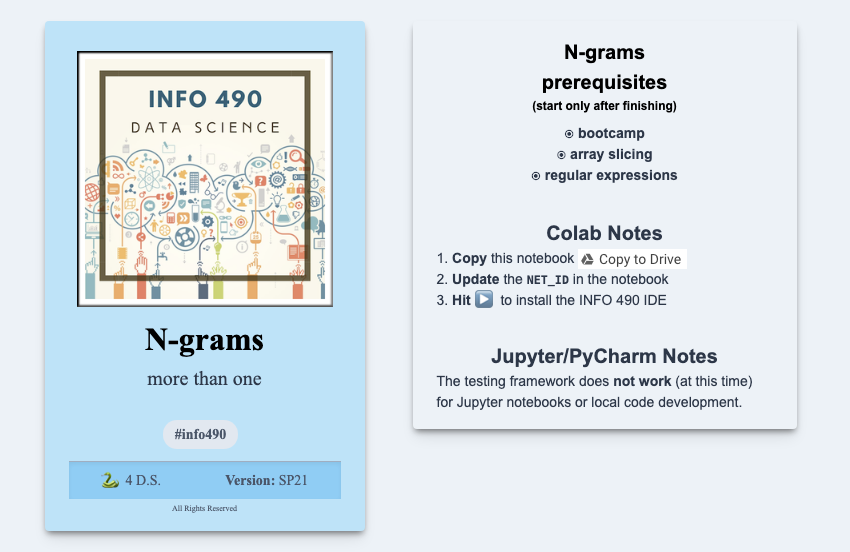 INFO 490
DATA SCIENCE
N-grams
more than one
#info490
4 D.S. Version: SP21
All Rights Reserved
N-grams
prerequisites
(start only after finishing)
bootcamp
array slicing
regular expressions
Colab Notes
1. Copy this notebook Copy to Drive
2. Update the NET_ID in the notebook
3. Hit to install the INFO 490 IDE
Jupyter/PyCharm Notes
The testing framework does not work (at this time)
for Jupyter notebooks or local code development.